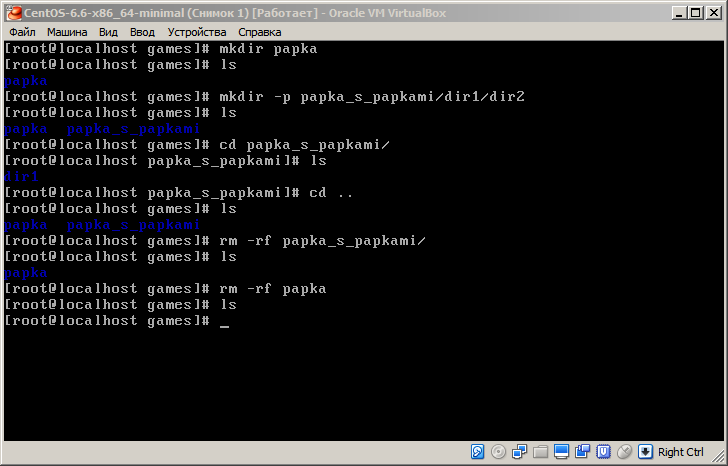 CentOS-6.6-x86_64-minimal (Снимок 1) [Работает] - Oracle VM VirtualBox
Файл Машина Вид Ввод Устройства Справка
[root@localhost games]# mkdir papka
[root@localhost games]# ls
papka
[root@localhost games]# mkdir -p papka_s_papkami/dir1/dir2
[root@localhost games]# ls
papka  papka_s_papkami
[root@localhost games]# cd papka_s_papkami/
[root@localhost papka_s_papkami]# ls
dir1
[root@localhost papka_s_papkami]# cd ..
[root@localhost games]# ls
papka  papka_s_papkami
[root@localhost games]# rm -rf papka_s_papkami/
[root@localhost games]# ls
papka
[root@localhost games]# rm -rf papka
[root@localhost games]# ls
[root@localhost games]# _
Right Ctrl